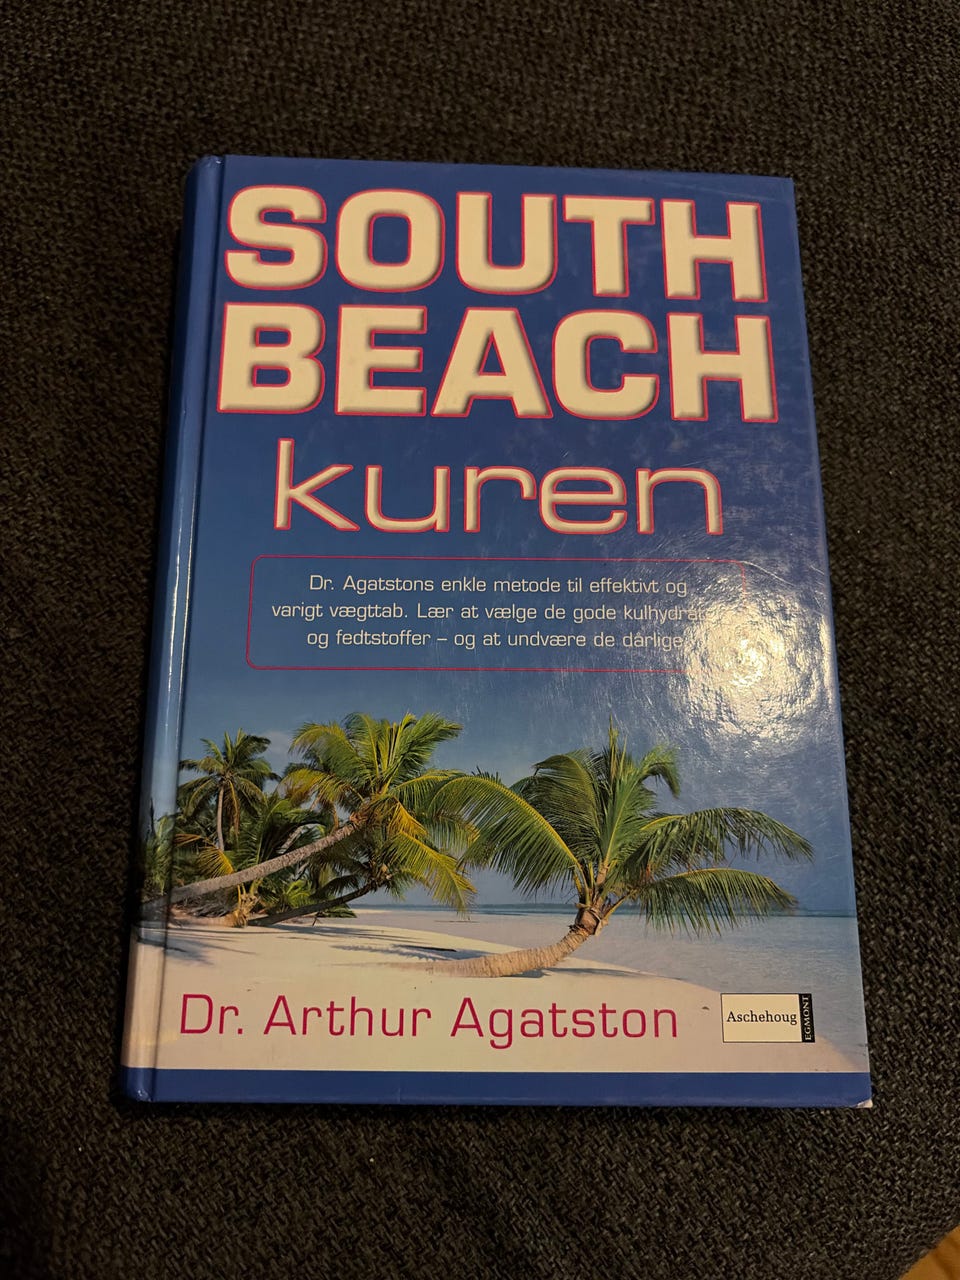 SOUTH
BEACH
kuren
Dr. Agatstons enkle metode til effektivt og
varigt vægttab. Lær at vælge de gode kulhydrater
og fedtstoffer – og at undvære de dårlige.
Dr. Arthur Agatston
Aschehoug
EGMONT